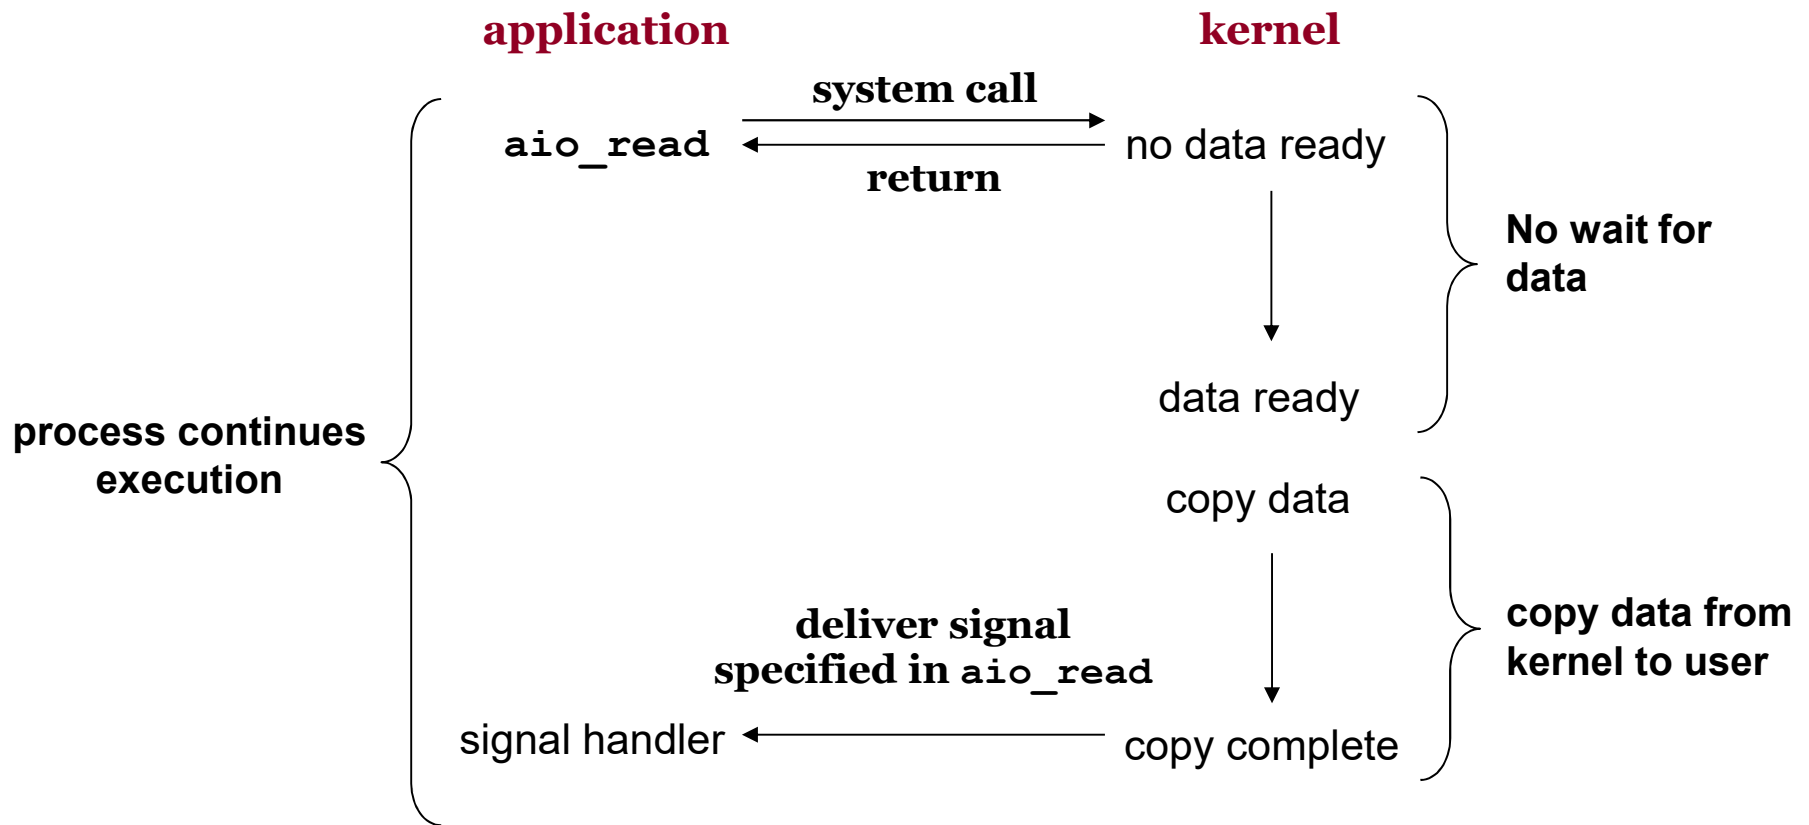 application
kernel
system call
aio_read
no data ready
return
No wait for
data
data ready
process continues
execution
copy data
deliver signal
specified in aio_read
copy data from
kernel to user
signal handler
copy complete